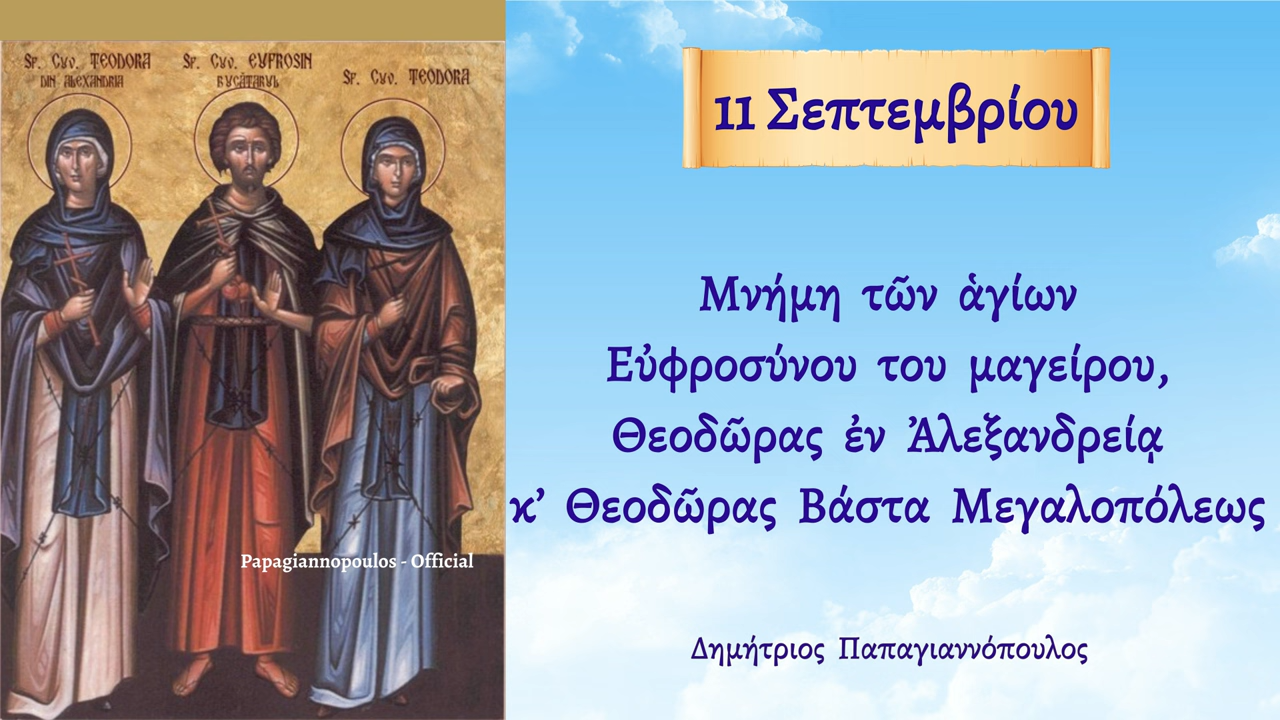 Sf. Cuv. TEODORA
DIN ALEXANDRIA
Sf. Cuv. EUFROSIN
BUCĂTARUL
Sf. Cuv. TEODORA
Papagiannopoulos - Official
11 Σεπτεμβρίου
Μνήμη τῶν ἁγίων
Εὐφροσύνου του μαγείρου,
Θεοδῶρας ἐν Ἀλεξανδρείᾳ
κ’ Θεοδῶρας Βάστα Μεγαλοπόλεως
Δημήτριος Παπαγιαννόπουλος